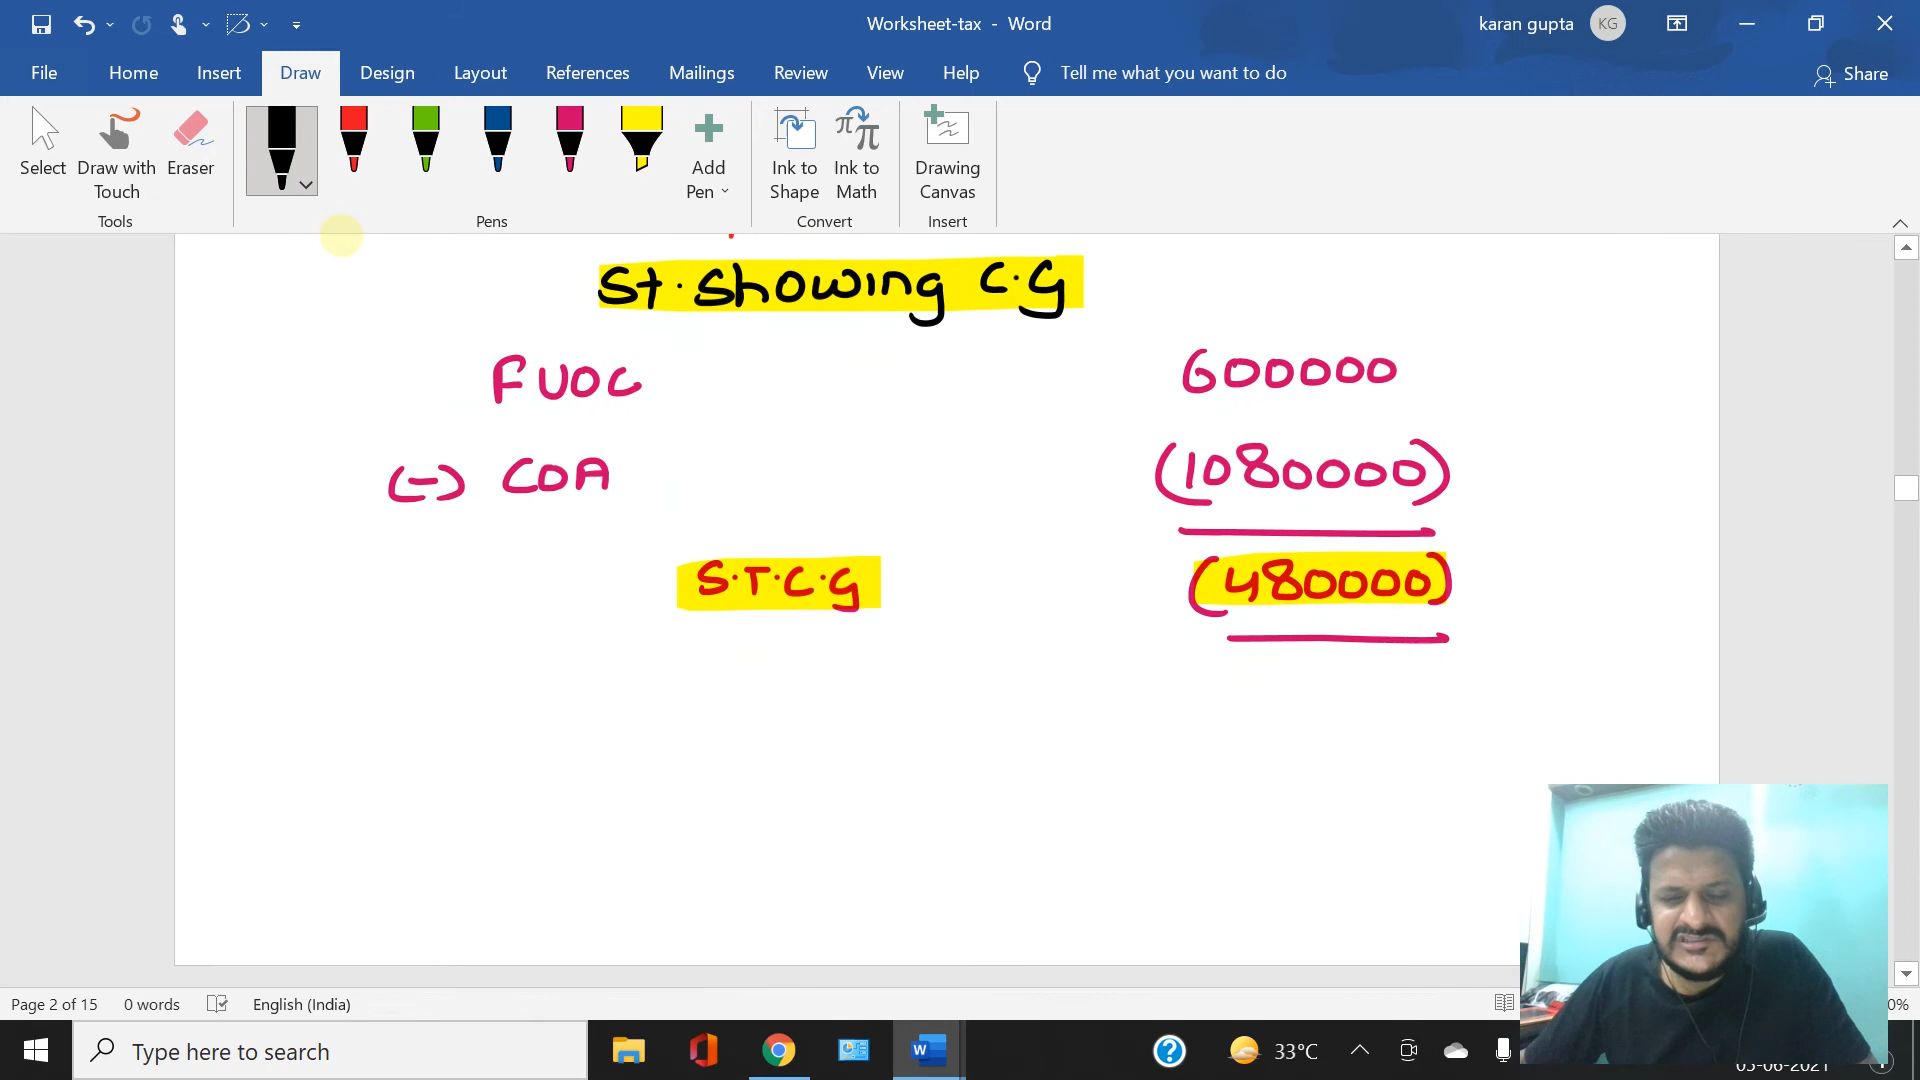 Worksheet-tax - Word
karan gupta KG
File Home Insert Draw Design Layout References Mailings Review View Help Tell me what you want to do Share
Select Draw with Touch Eraser
Add Pen
Ink to Shape Ink to Math
Drawing Canvas
Tools Pens Convert Insert
St. Showing C.G
FVOC 600000
(-) COA (1080000)
S.T.C.G (480000)
Page 2 of 15 0 words English (India)
0%
Type here to search 33°C